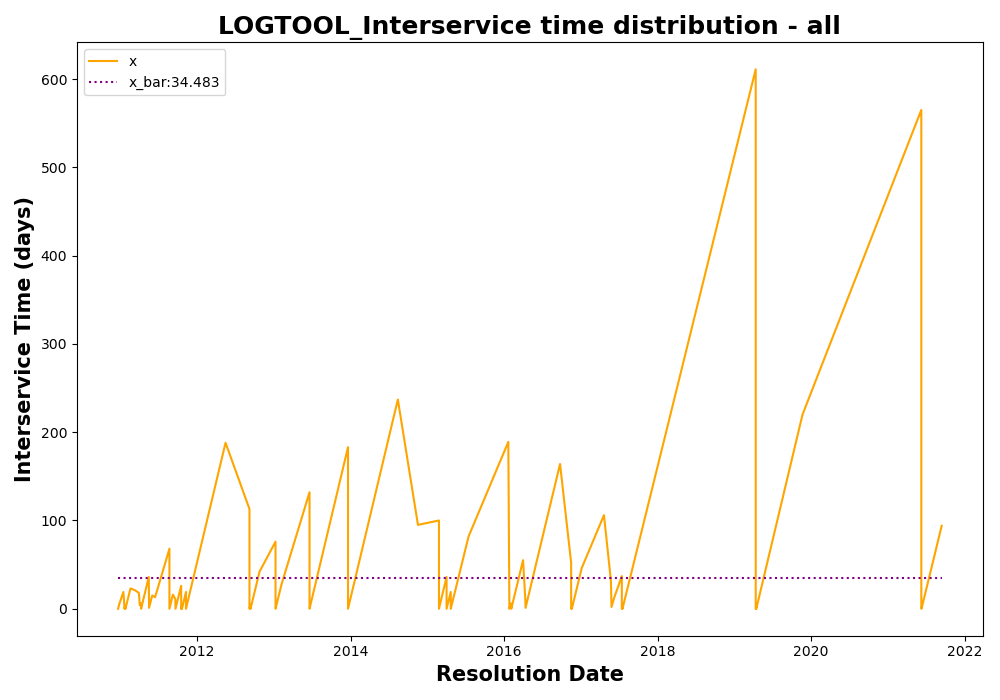 LOGTOOL_Interservice time distribution - all
x
x_bar:34.483
Interservice Time (days)
600
500
400
300
200
100
0
2012
2014
2016
2018
2020
2022
Resolution Date